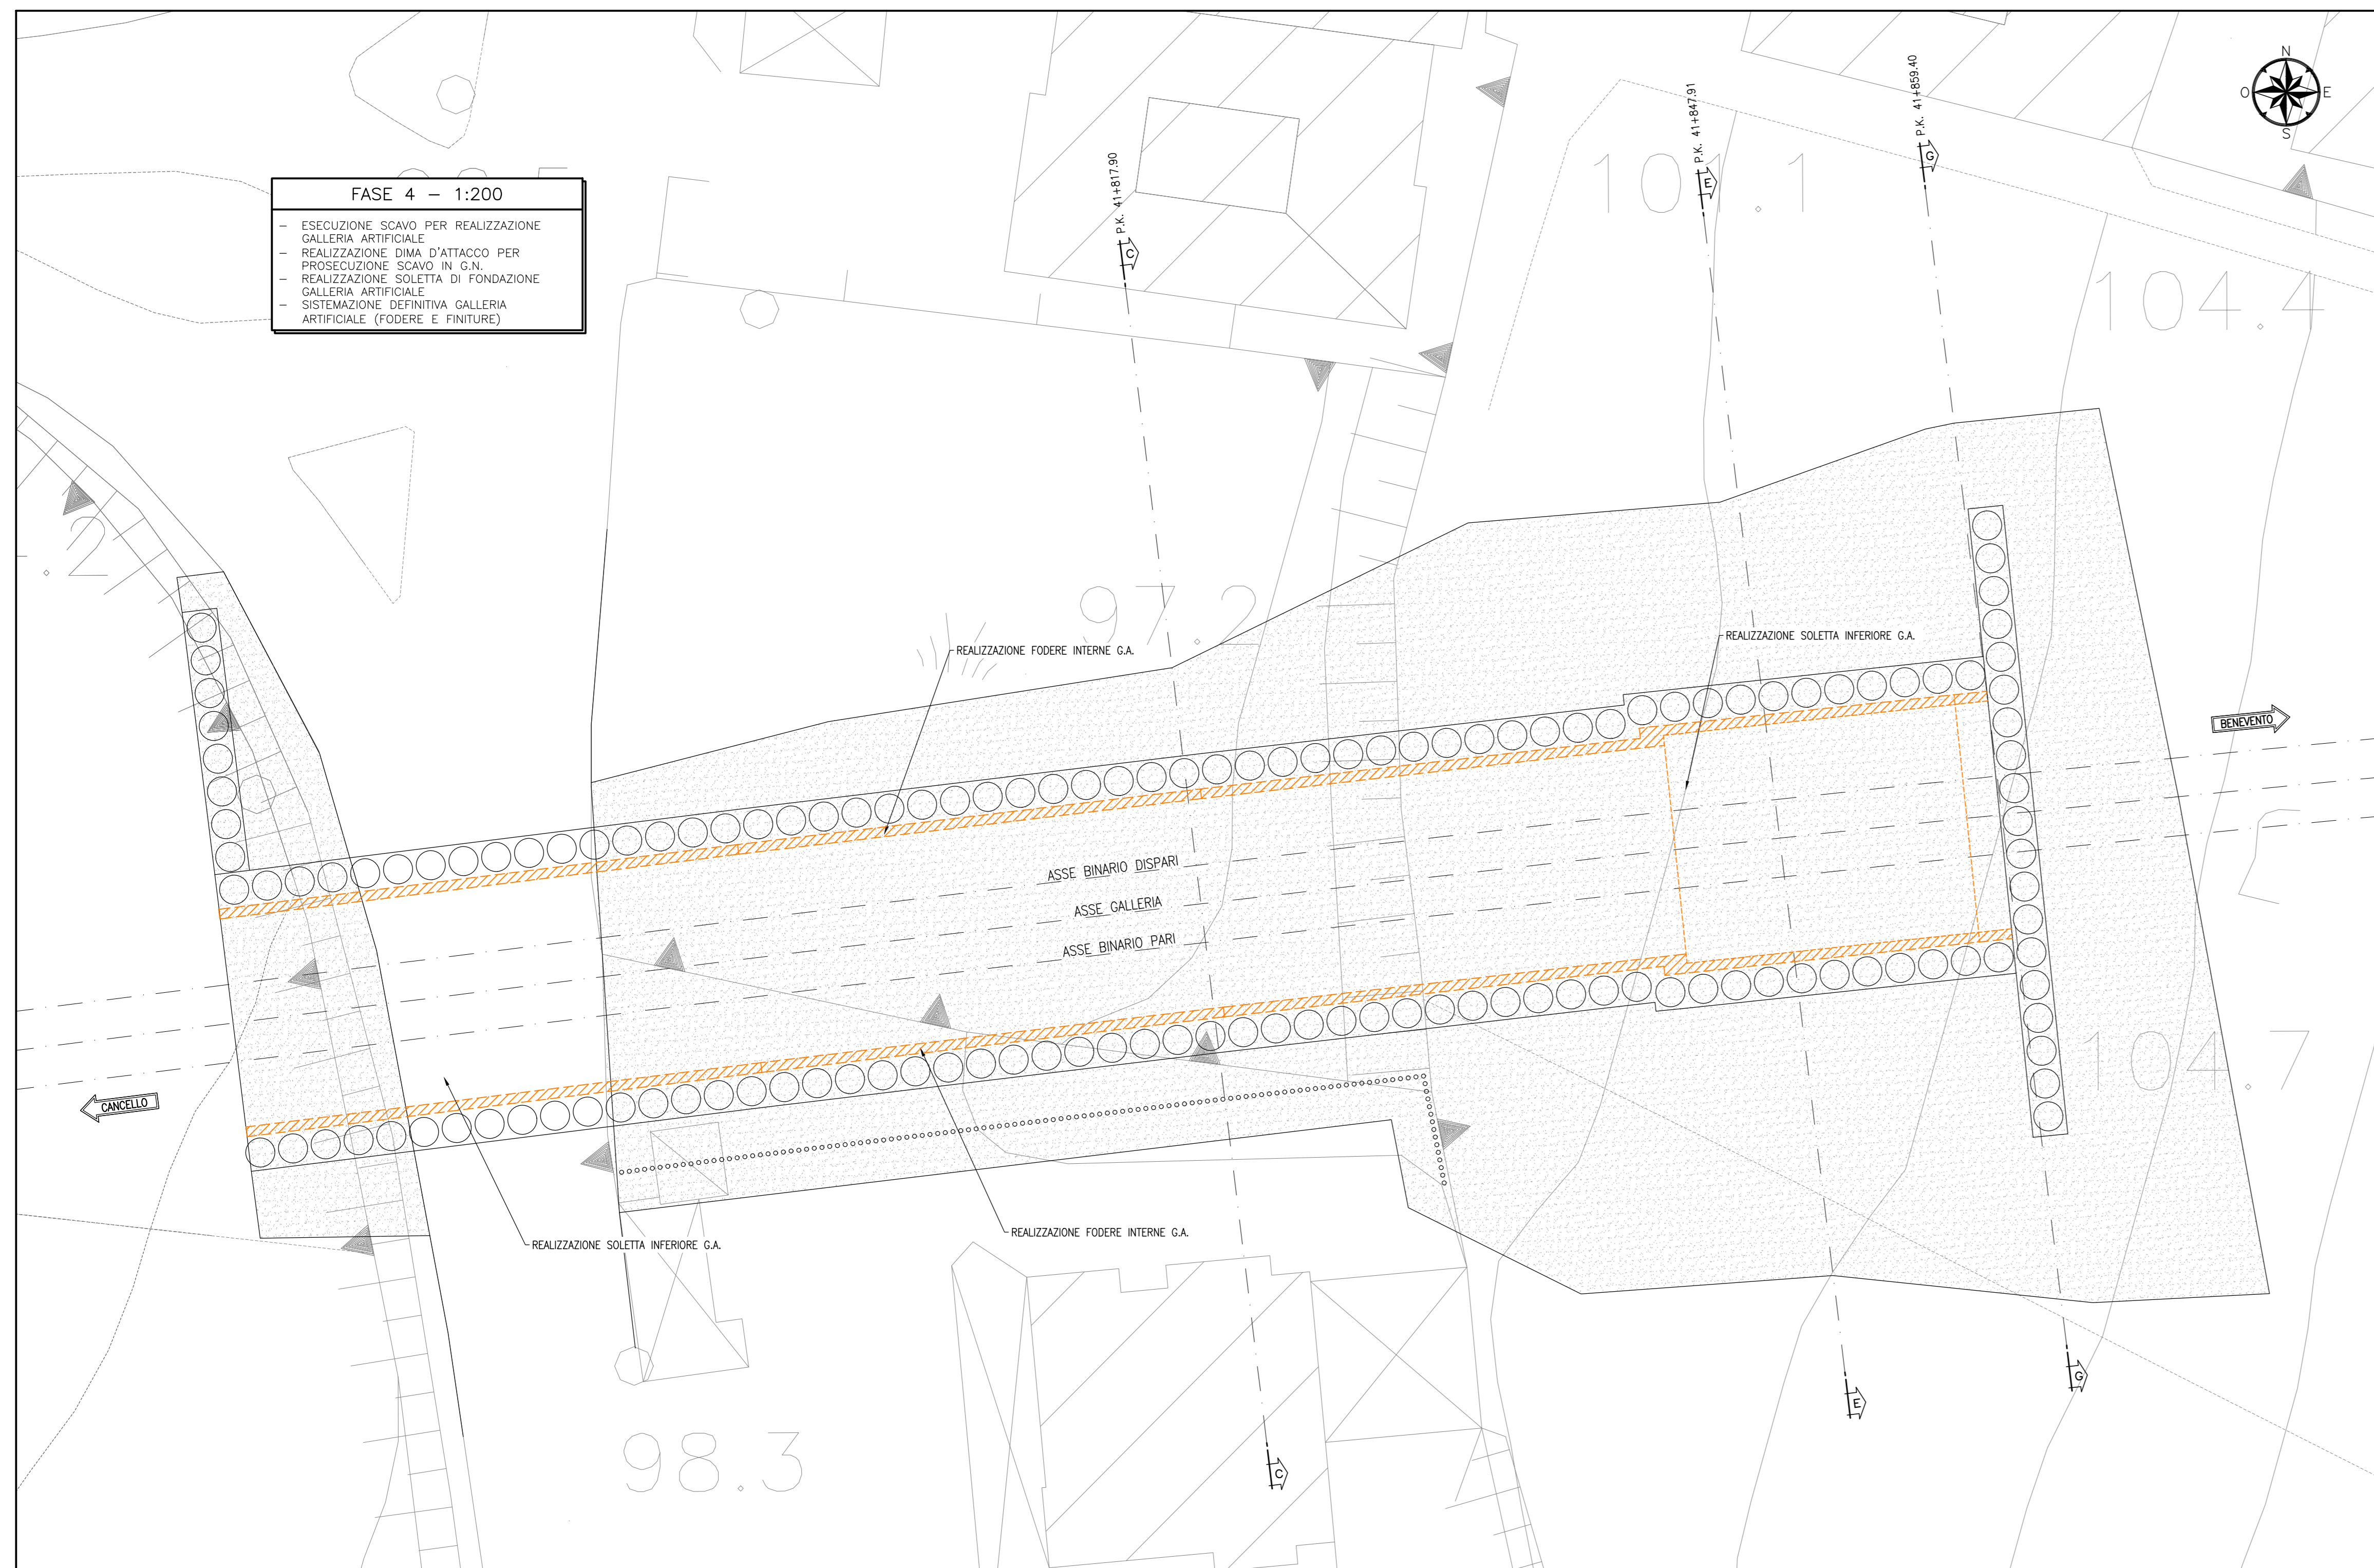 N
O
E
S
P.K. 41+817.90
C
P.K. 41+847.91
E
P.K. 41+859.40
G
101.1
104.4
FASE 4 – 1:200
– ESECUZIONE SCAVO PER REALIZZAZIONE
GALLERIA ARTIFICIALE
– REALIZZAZIONE DIMA D'ATTACCO PER
PROSECUZIONE SCAVO IN G.N.
– REALIZZAZIONE SOLETTA DI FONDAZIONE
GALLERIA ARTIFICIALE
– SISTEMAZIONE DEFINITIVA GALLERIA
ARTIFICIALE (FODERE E FINITURE)
.2
97.2
REALIZZAZIONE FODERE INTERNE G.A.
REALIZZAZIONE SOLETTA INFERIORE G.A.
BENEVENTO
ASSE BINARIO DISPARI
ASSE GALLERIA
ASSE BINARIO PARI
CANCELLO
104.7
REALIZZAZIONE SOLETTA INFERIORE G.A.
REALIZZAZIONE FODERE INTERNE G.A.
G
E
98.3
C